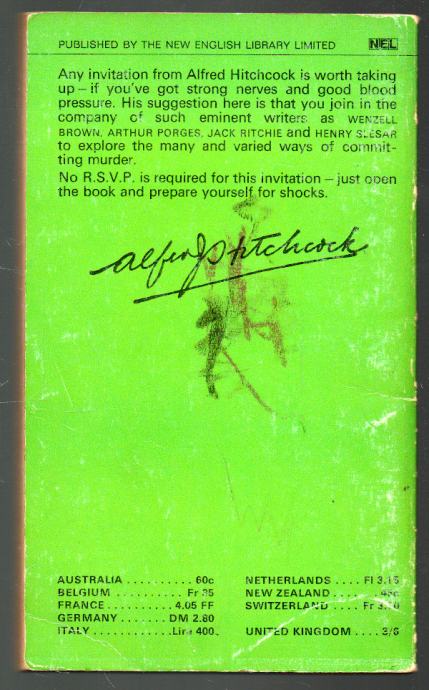 PUBLISHED BY THE NEW ENGLISH LIBRARY LIMITED NEL
Any invitation from Alfred Hitchcock is worth taking
up – if you've got strong nerves and good blood
pressure. His suggestion here is that you join in the
company of such eminent writers as WENZELL
BROWN, ARTHUR PORGES, JACK RITCHIE and HENRY SLESAR
to explore the many and varied ways of commit-
ting murder.
No R.S.V.P. is required for this invitation – just open
the book and prepare yourself for shocks.
Alfred Hitchcock
AUSTRALIA .......... 60c
BELGIUM .......... Fr 35
FRANCE .......... 4.05 FF
GERMANY ....... DM 2.80
ITALY .......... Lire 400
NETHERLANDS .... Fl 3.15
NEW ZEALAND .... 45c
SWITZERLAND .... Fr
UNITED KINGDOM .... 3/6